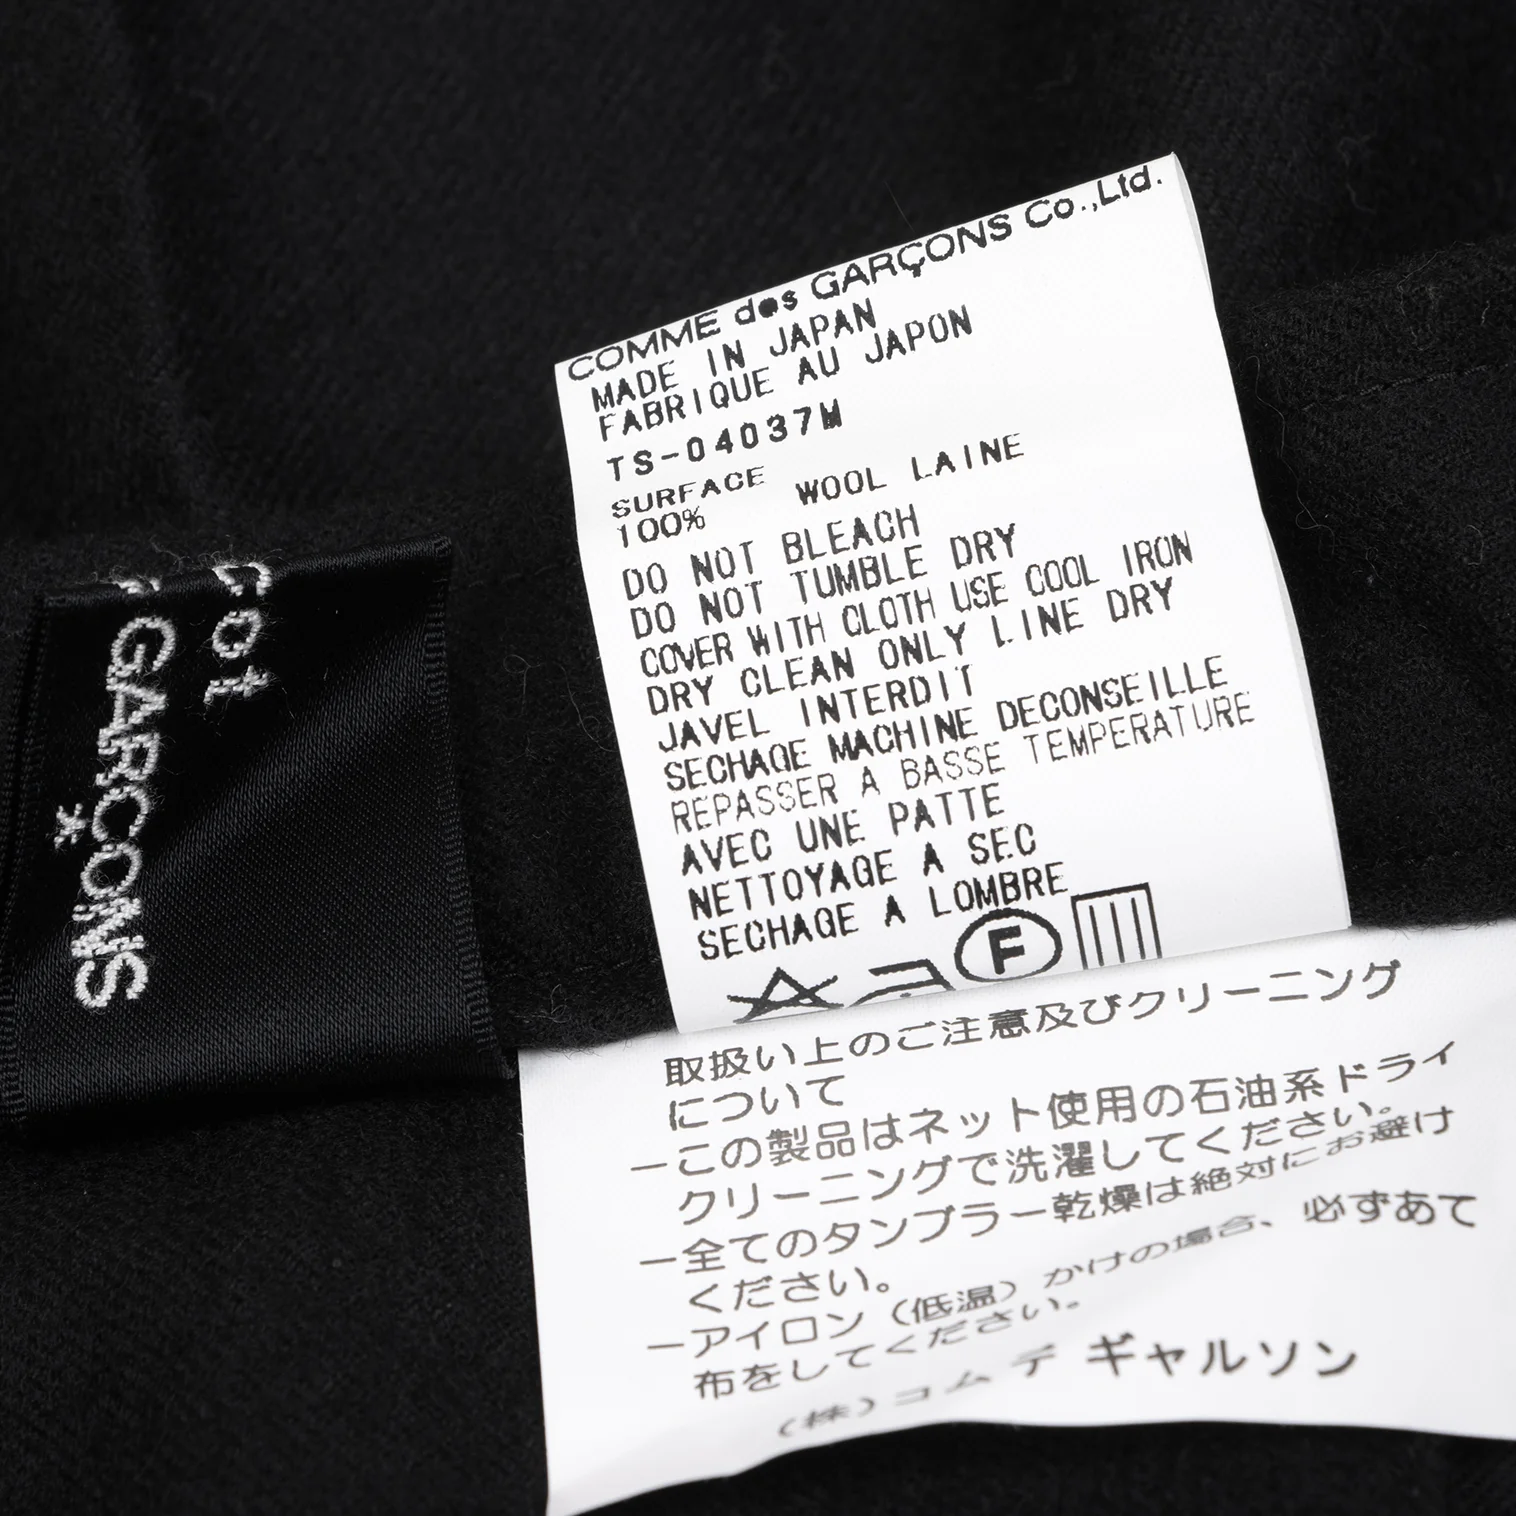 COMME des GARÇONS Co.,Ltd.
MADE IN JAPAN
FABRIQUE AU JAPON
TS-04037M
SURFACE
100% WOOL LAINE
DO NOT BLEACH
DO NOT TUMBLE DRY
COVER WITH CLOTH USE COOL IRON
DRY CLEAN ONLY LINE DRY
JAVEL INTERDIT
SECHAGE MACHINE DECONSEILLE
REPASSER A BASSE TEMPERATURE
AVEC UNE PATTE
NETTOYAGE A SEC
SECHAGE A LOMBRE
F
取扱い上のご注意及びクリーニング
について
ーこの製品はネット使用の石油系ドライ
クリーニングで洗濯してください。
ー全てのタンブラー乾燥は絶対にお避け
ください。
ーアイロン（低温）かけの場合、必ずあて
布をしてください。
（株）コム デ ギャルソン
GARÇONS